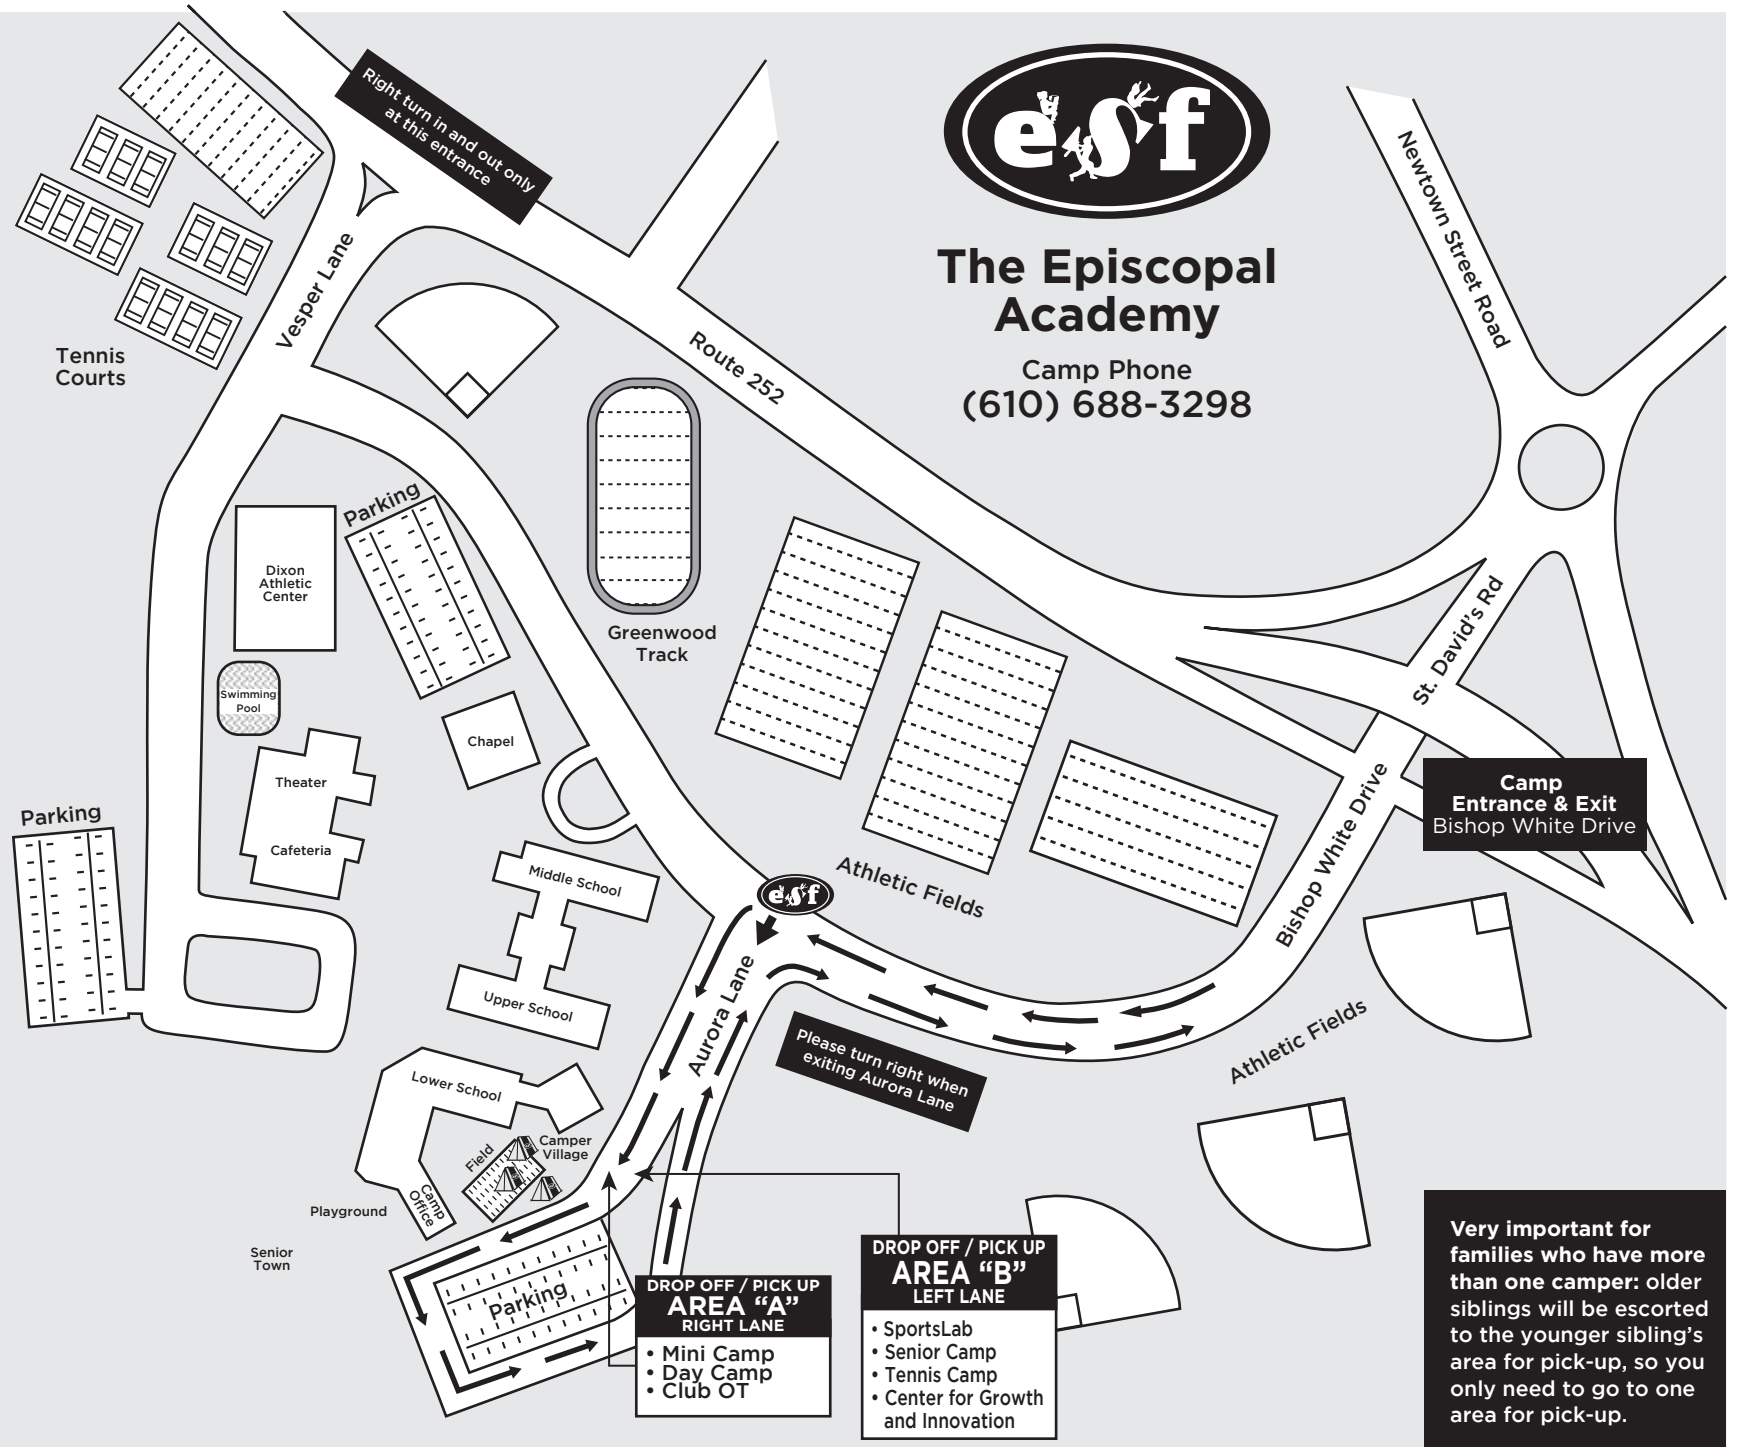 Right turn in and out only
at this entrance
esf
The Episcopal
Academy
Camp Phone
(610) 688-3298
Newtown Street Road
Vesper Lane
Route 252
Tennis
Courts
Parking
Dixon
Athletic
Center
Greenwood
Track
St. David's Rd
Swimming
Pool
Chapel
Theater
Cafeteria
Parking
Camp
Entrance & Exit
Bishop White Drive
Bishop White Drive
Middle School
esf
Athletic Fields
Upper School
Aurora Lane
Athletic Fields
Please turn right when
exiting Aurora Lane
Lower School
Field
Camper
Village
Camp
Office
Playground
Senior
Town
Parking
DROP OFF / PICK UP
AREA “A”
RIGHT LANE
• Mini Camp
• Day Camp
• Club OT
DROP OFF / PICK UP
AREA “B”
LEFT LANE
• SportsLab
• Senior Camp
• Tennis Camp
• Center for Growth
and Innovation
Very important for
families who have more
than one camper: older
siblings will be escorted
to the younger sibling’s
area for pick-up, so you
only need to go to one
area for pick-up.